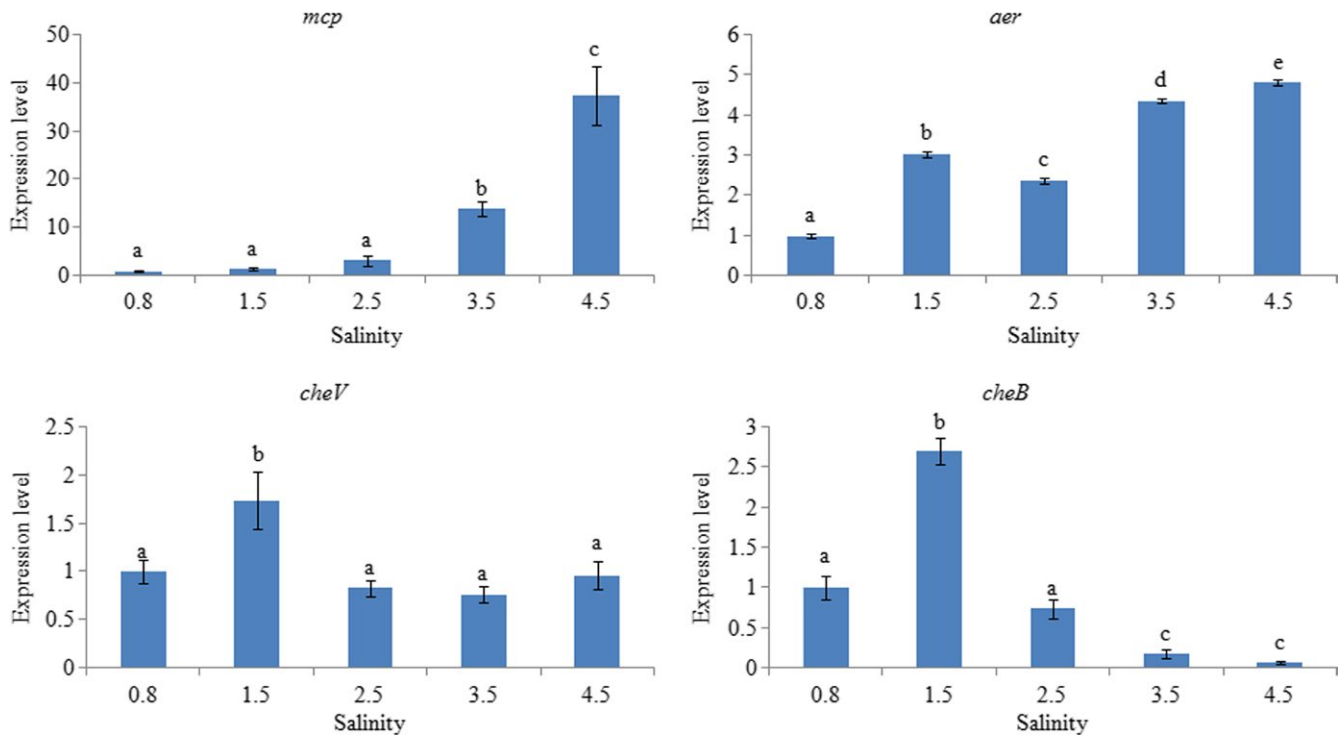 mcp
Expression level
50
40
30
20
10
0
a
a
a
b
c
0.8 1.5 2.5 3.5 4.5
Salinity
aer
Expression level
6
5
4
3
2
1
0
a
b
c
d
e
0.8 1.5 2.5 3.5 4.5
Salinity
cheV
Expression level
2.5
2
1.5
1
0.5
0
a
b
a
a
a
0.8 1.5 2.5 3.5 4.5
Salinity
cheB
Expression level
3
2.5
2
1.5
1
0.5
0
a
b
a
c
c
0.8 1.5 2.5 3.5 4.5
Salinity